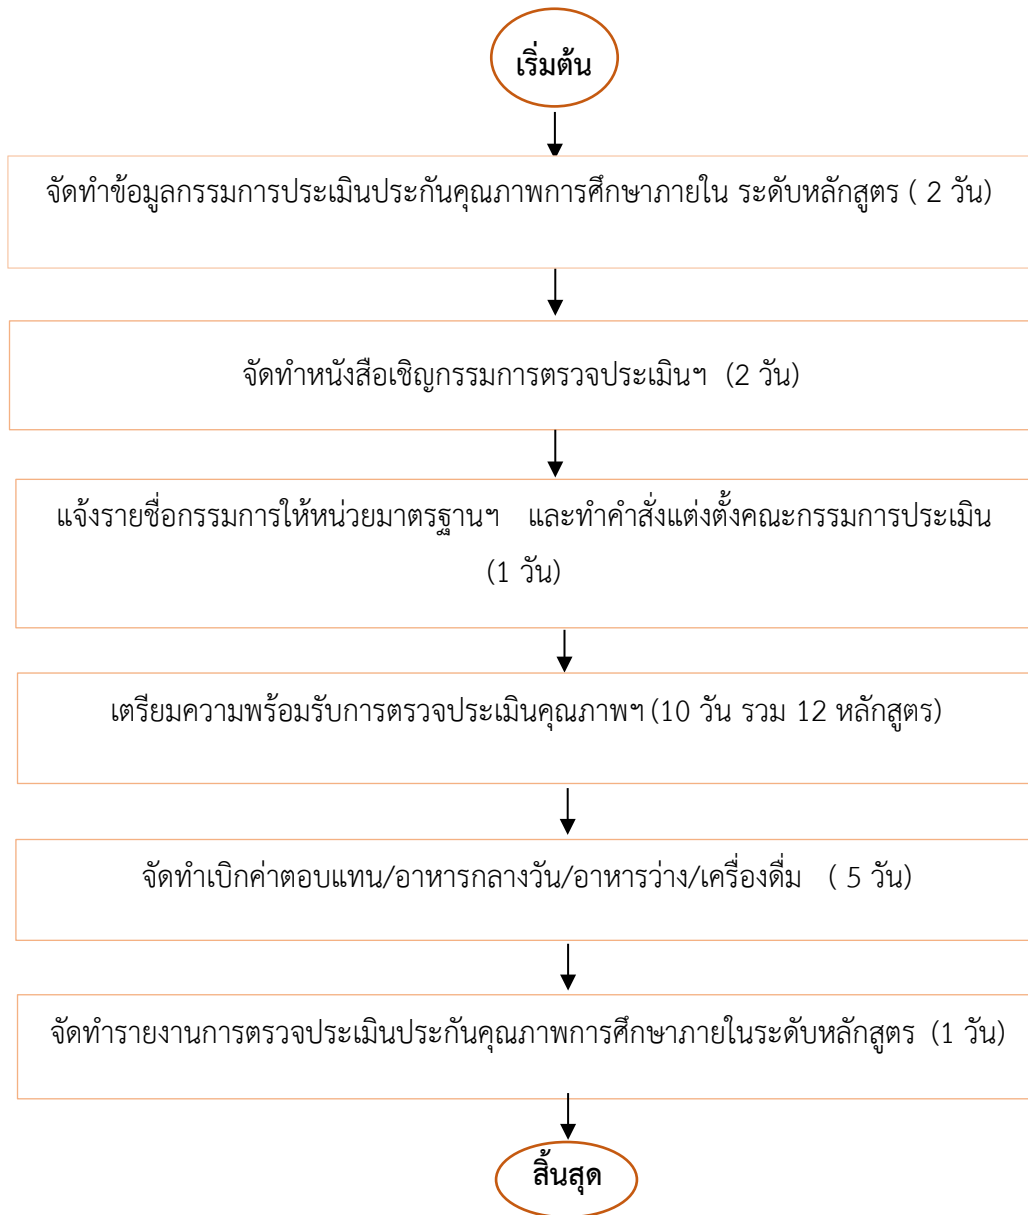 เริ่มต้น
จัดทำข้อมูลกรรมการประเมินประกันคุณภาพการศึกษาภายใน ระดับหลักสูตร ( 2 วัน)
จัดทำหนังสือเชิญกรรมการตรวจประเมินฯ (2 วัน)
แจ้งรายชื่อกรรมการให้หน่วยมาตรฐานฯ และทำคำสั่งแต่งตั้งคณะกรรมการประเมิน
(1 วัน)
เตรียมความพร้อมรับการตรวจประเมินคุณภาพฯ (10 วัน รวม 12 หลักสูตร)
จัดทำเบิกค่าตอบแทน/อาหารกลางวัน/อาหารว่าง/เครื่องดื่ม ( 5 วัน)
จัดทำรายงานการตรวจประเมินประกันคุณภาพการศึกษาภายในระดับหลักสูตร (1 วัน)
สิ้นสุด